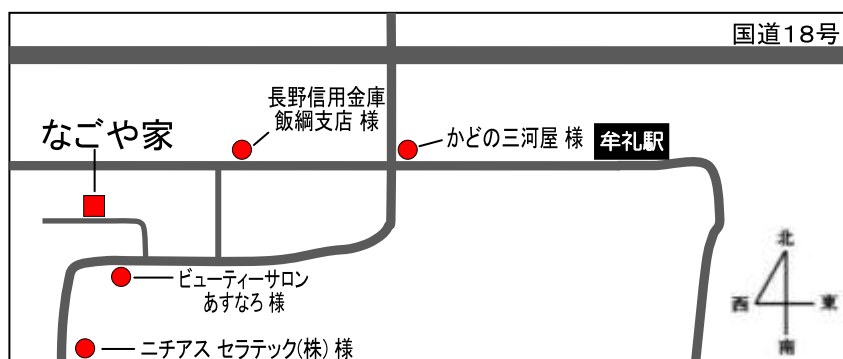 国道18号
長野信用金庫
飯綱支店 様
なごや家
かどの三河屋 様
牟礼駅
北
西
東
南
ビューティーサロン
あすなろ 様
ニチアス セラテック(株) 様